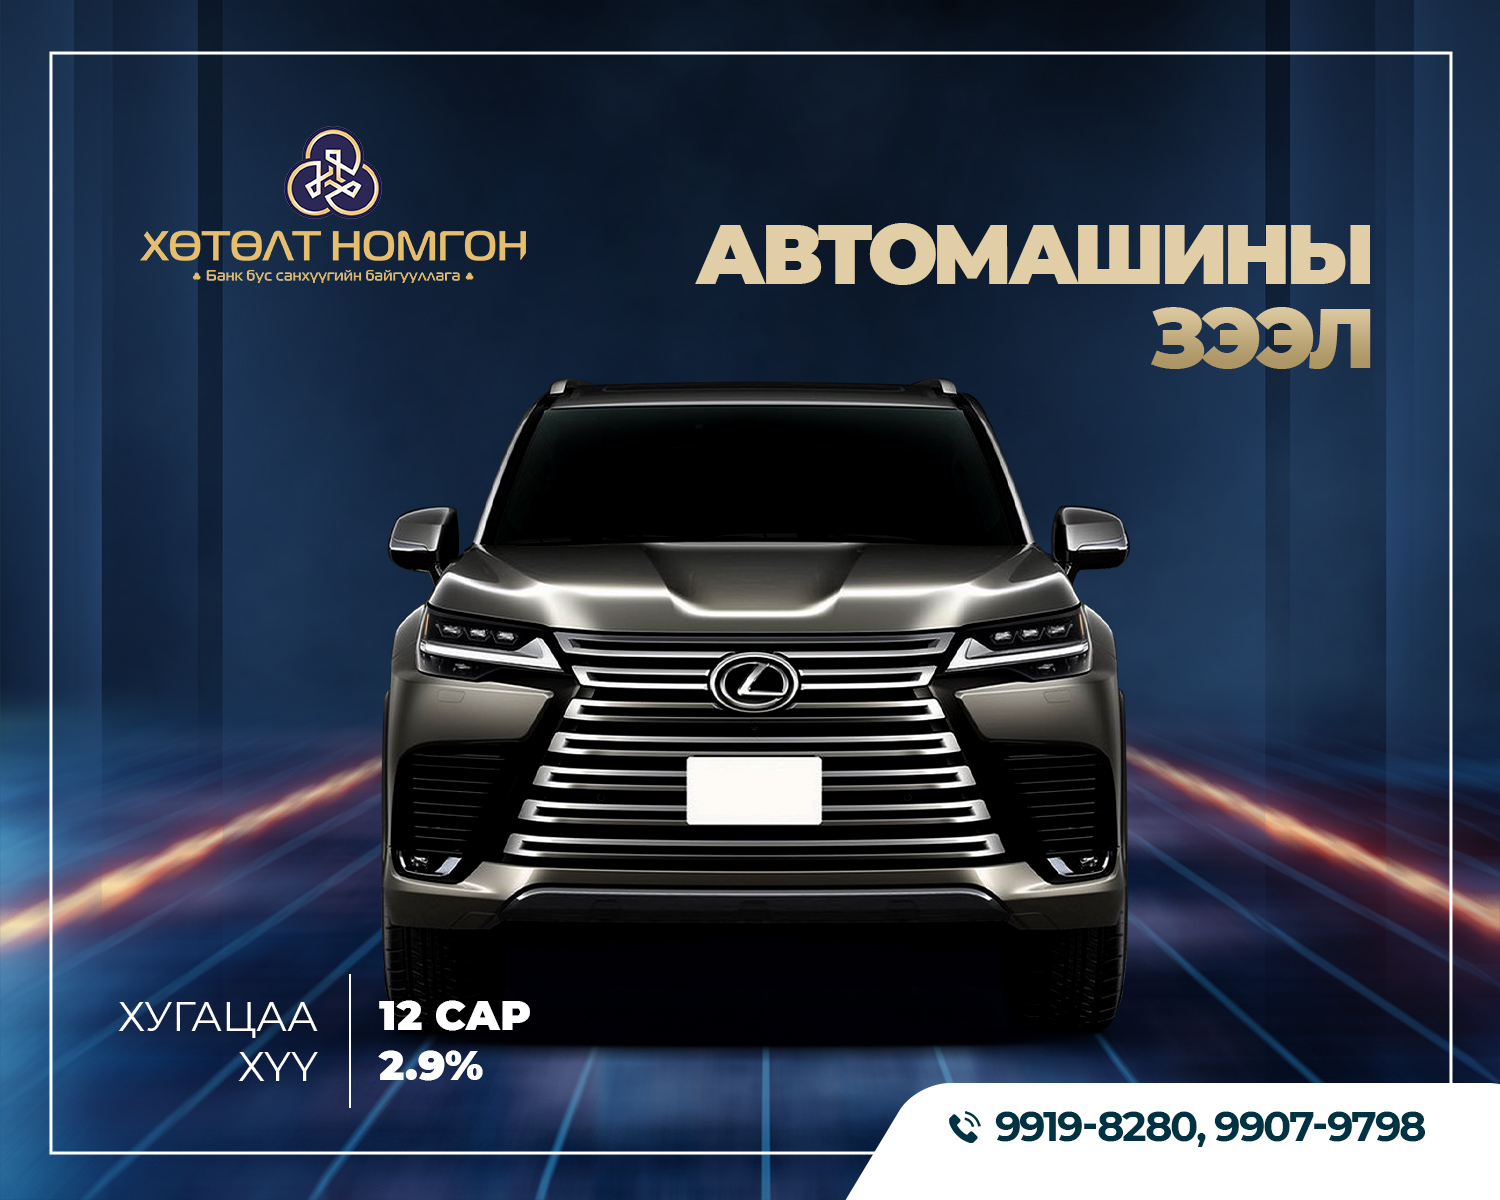 ХӨТӨЛТ НОМГОН
Банк бус санхүүгийн байгууллага
АВТОМАШИНЫ
ЗЭЭЛ
ХУГАЦАА 12 САР
ХҮҮ 2.9%
9919-8280, 9907-9798